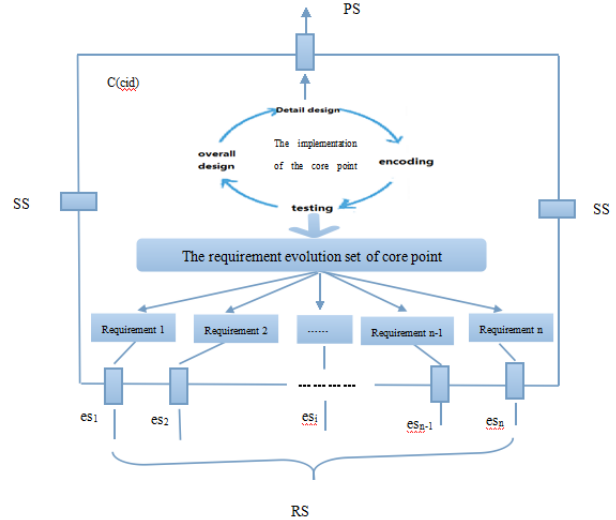 PS
C(cid)
Detail design
The implementation
of the core point
overall
design
encoding
testing
SS
SS
The requirement evolution set of core point
Requirement 1
Requirement 2
......
Requirement n-1
Requirement n
es1
es2
esi
esn-1
esn
RS